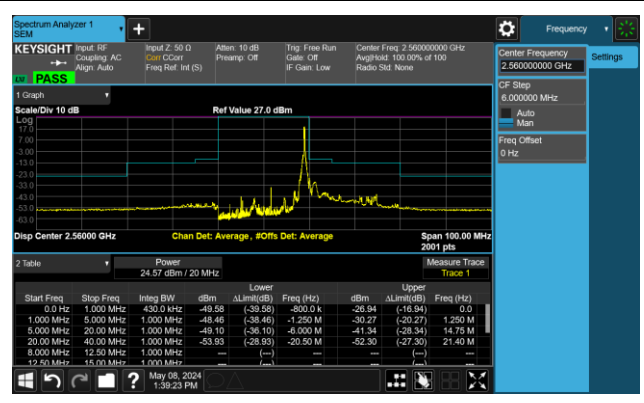 Spectrum Analyzer 1
SEM
Frequency
KEYSIGHT
Input: RF
Coupling: AC
Align: Auto
Input Z: 50 Ω
Corr CCorr
Freq Ref: Int (S)
Atten: 10 dB
Preamp: Off
Trig: Free Run
Gate: Off
IF Gain: Low
Center Freq: 2.560000000 GHz
Avg|Hold: 100.00% of 100
Radio Std: None
LXI PASS
Center Frequency
2.560000000 GHz
Settings
CF Step
6.000000 MHz
Auto
Man
Freq Offset
0 Hz
1 Graph
Scale/Div 10 dB
Ref Value 27.0 dBm
Log
17.0
7.00
-3.00
-13.0
-23.0
-33.0
-43.0
-53.0
-63.0
Disp Center 2.56000 GHz
Chan Det: Average, #Offs Det: Average
Span 100.00 MHz
2001 pts
2 Table
Power
24.57 dBm / 20 MHz
Measure Trace
Trace 1
Lower Upper
Start Freq Stop Freq Integ BW dBm ΔLimit(dB) Freq (Hz) dBm ΔLimit(dB) Freq (Hz)
0.0 Hz 1.000 MHz 430.0 kHz -49.58 (-39.58) -800.0 k -26.94 (-16.94) 0.0
1.000 MHz 5.000 MHz 1.000 MHz -48.46 (-38.46) -1.250 M -30.27 (-20.27) 1.250 M
5.000 MHz 20.00 MHz 1.000 MHz -49.10 (-36.10) -6.000 M -41.34 (-28.34) 14.75 M
20.00 MHz 40.00 MHz 1.000 MHz -53.93 (-28.93) -20.50 M -52.30 (-27.30) 21.40 M
8.000 MHz 12.50 MHz 1.000 MHz --- (---) --- (---)
12.50 MHz 15.00 MHz 1.000 MHz --- (---) --- (---)
?
May 08, 2024
1:39:23 PM